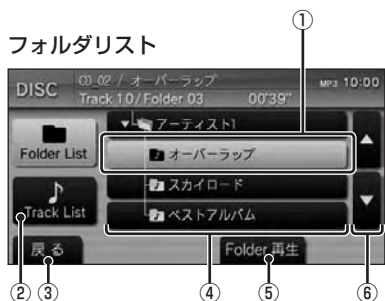 ①
フォルダリスト
DISC
CD_02 / オーバーラップ
MP3 10:00
Track 10/Folder 03 00'39"
▼アーティスト1
Folder List
オーバーラップ
▲
スカイロード
Track List
ベストアルバム
▼
戻る
Folder 再生
② ③ ④ ⑤ ⑥